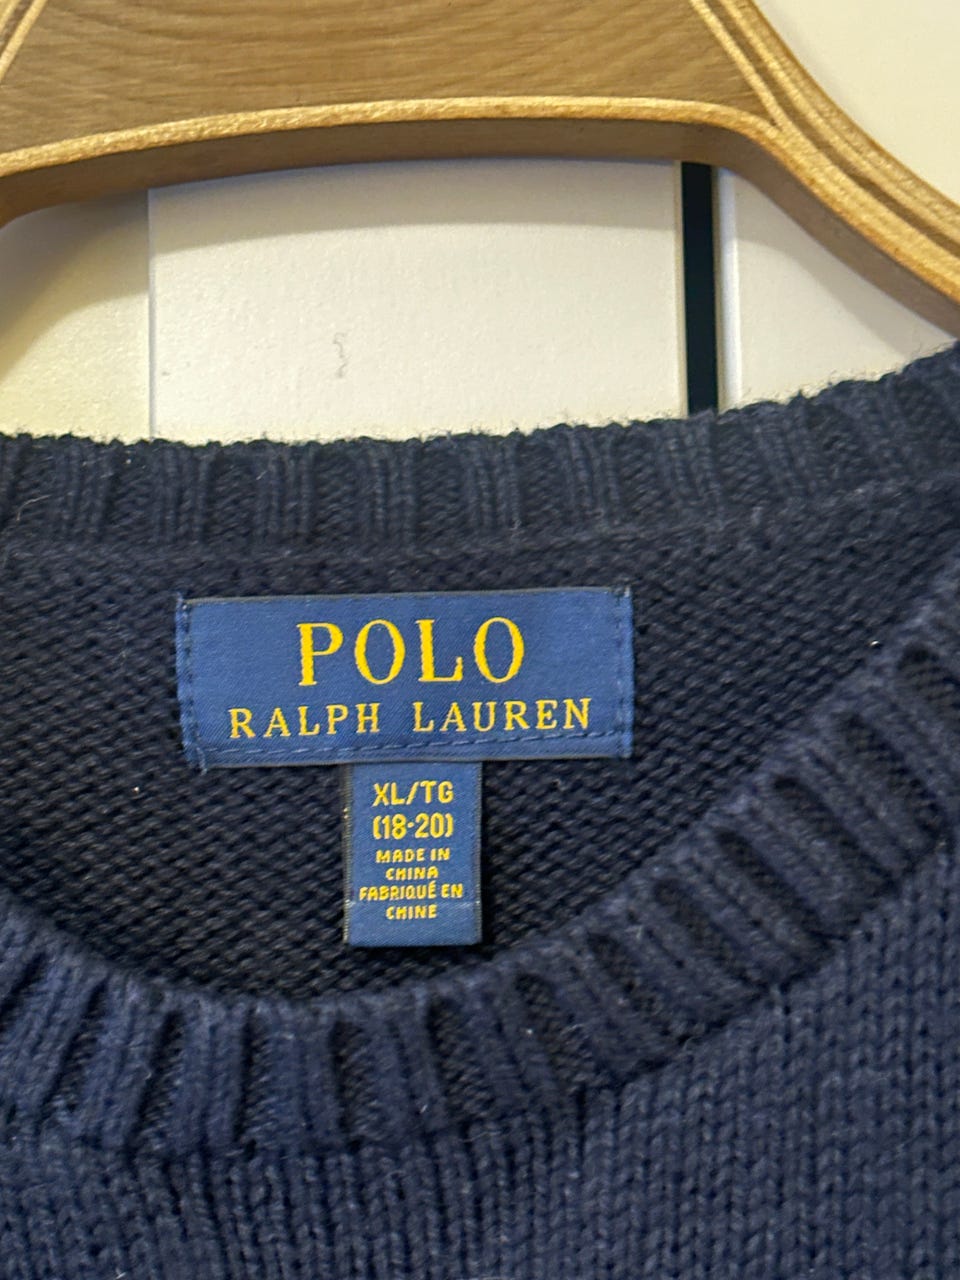 POLO
RALPH LAUREN
XL/TG
(18-20)
MADE IN
CHINA
FABRIQUÉ EN
CHINE